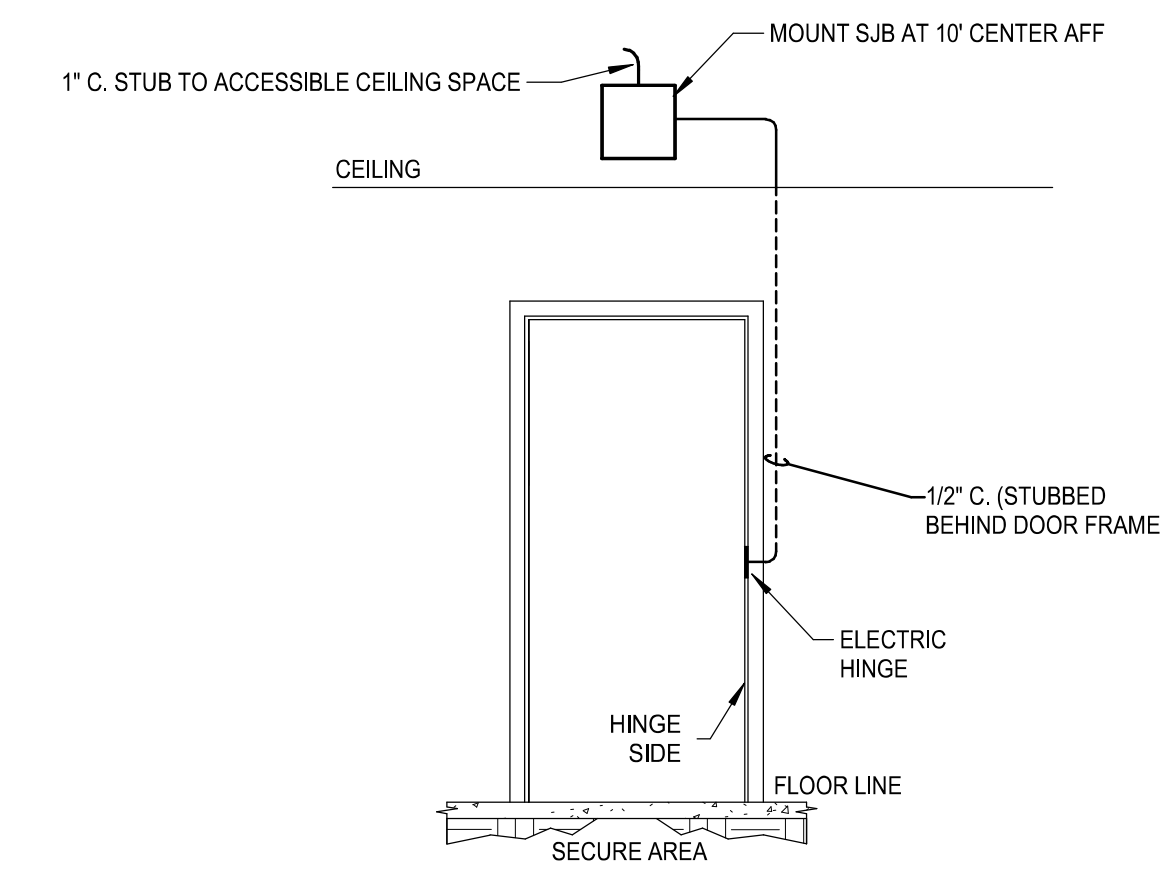 MOUNT SJB AT 10' CENTER AFF
1" C. STUB TO ACCESSIBLE CEILING SPACE
CEILING
1/2" C. (STUBBED
BEHIND DOOR FRAME
ELECTRIC
HINGE
HINGE
SIDE
FLOOR LINE
SECURE AREA